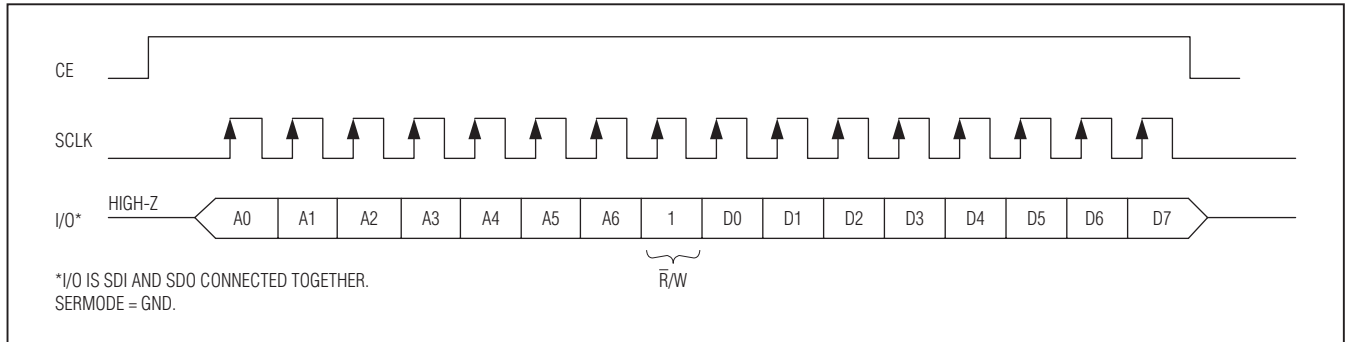 CE
SCLK
I/O* HIGH-Z A0 A1 A2 A3 A4 A5 A6 1 D0 D1 D2 D3 D4 D5 D6 D7
R̅/W
*I/O IS SDI AND SDO CONNECTED TOGETHER.
SERMODE = GND.